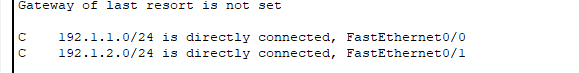 Gateway of last resort is not set
C    192.1.1.0/24 is directly connected, FastEthernet0/0
C    192.1.2.0/24 is directly connected, FastEthernet0/1